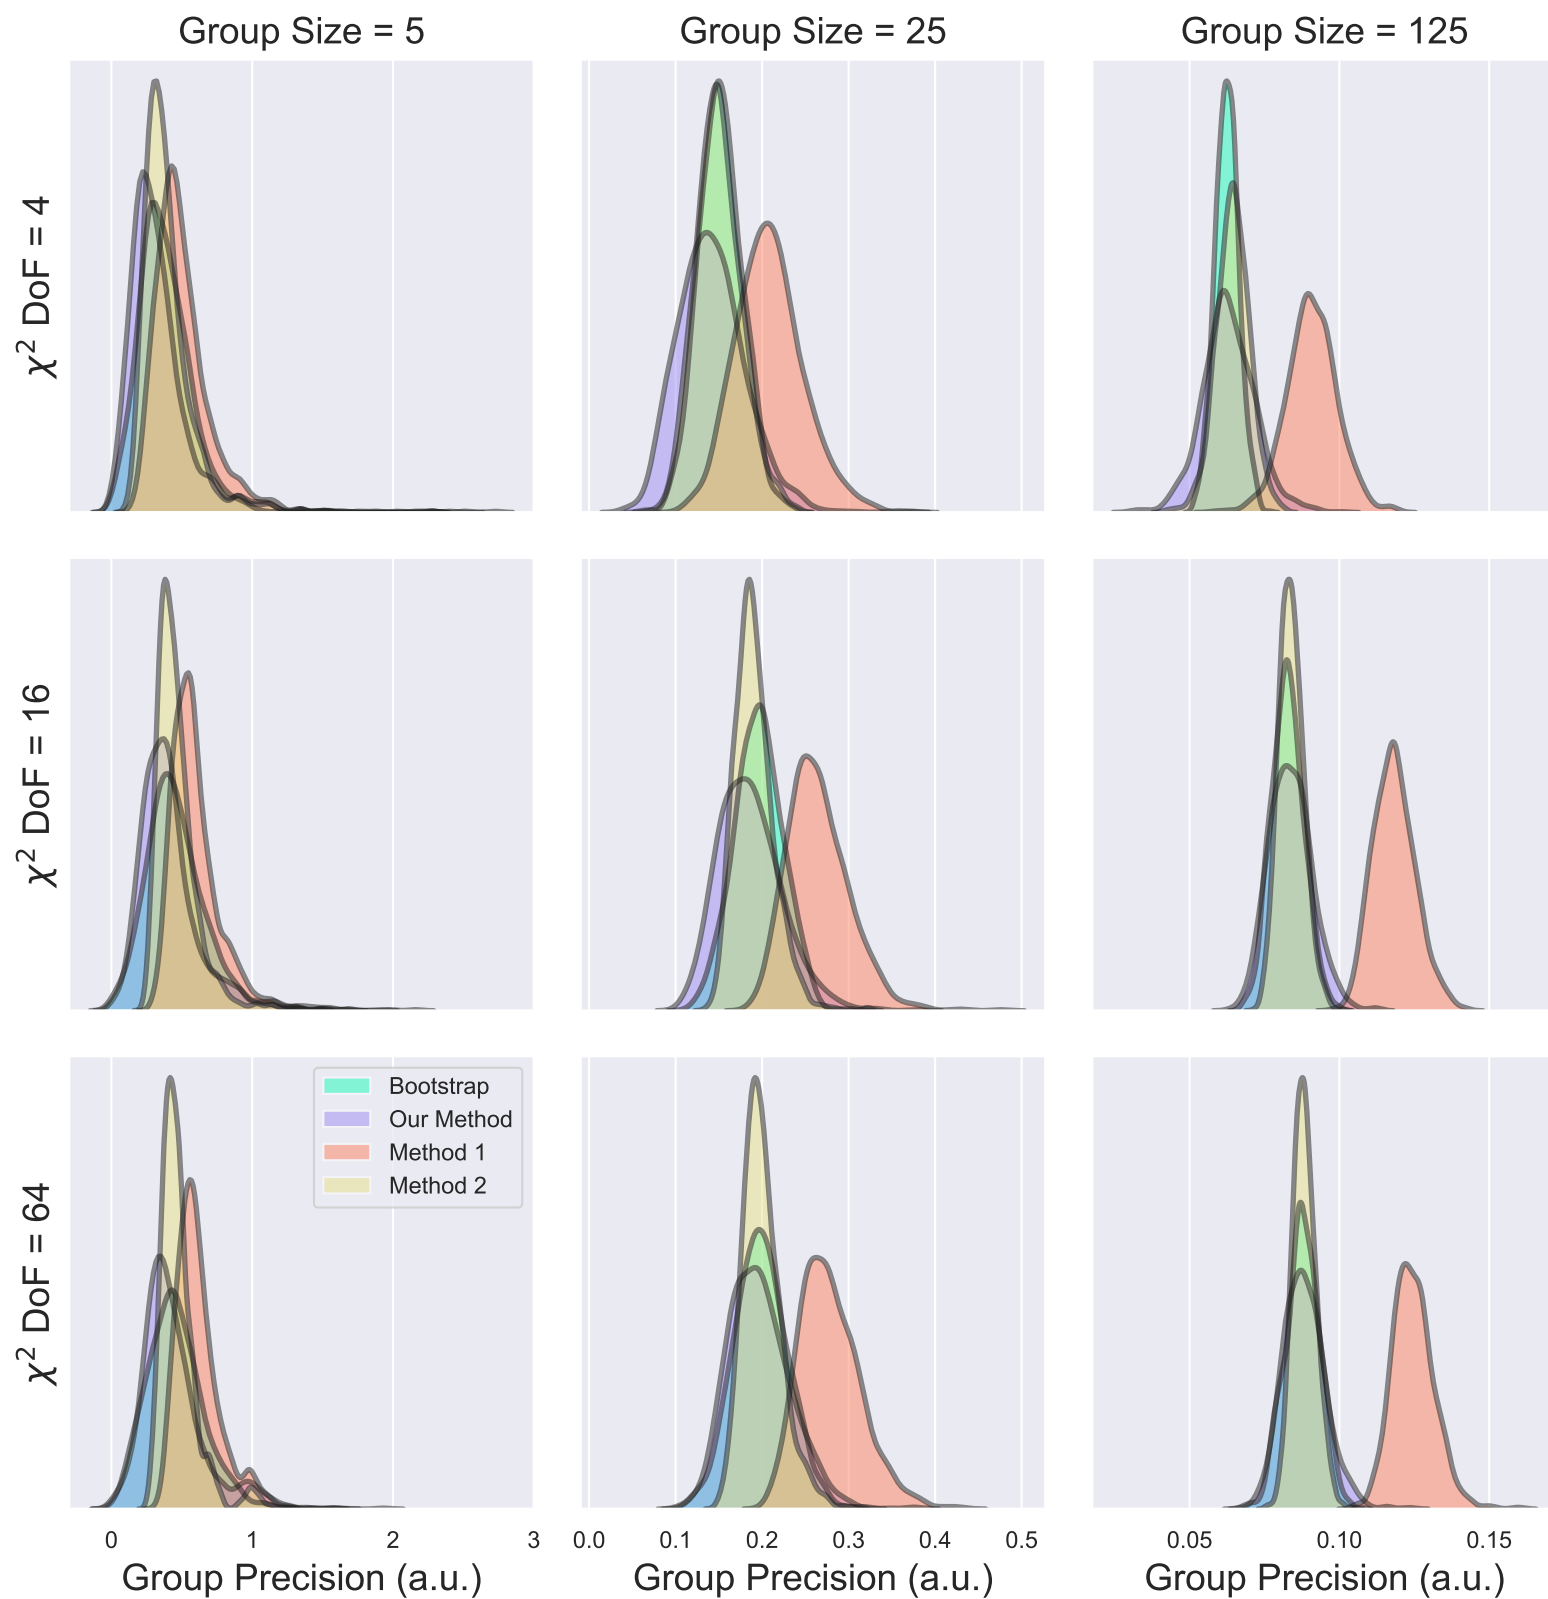 Group Size = 5
Group Size = 25
Group Size = 125
χ² DoF = 4
χ² DoF = 16
χ² DoF = 64
Bootstrap
Our Method
Method 1
Method 2
0 1 2 3
0.0 0.1 0.2 0.3 0.4 0.5
0.05 0.10 0.15
Group Precision (a.u.)
Group Precision (a.u.)
Group Precision (a.u.)